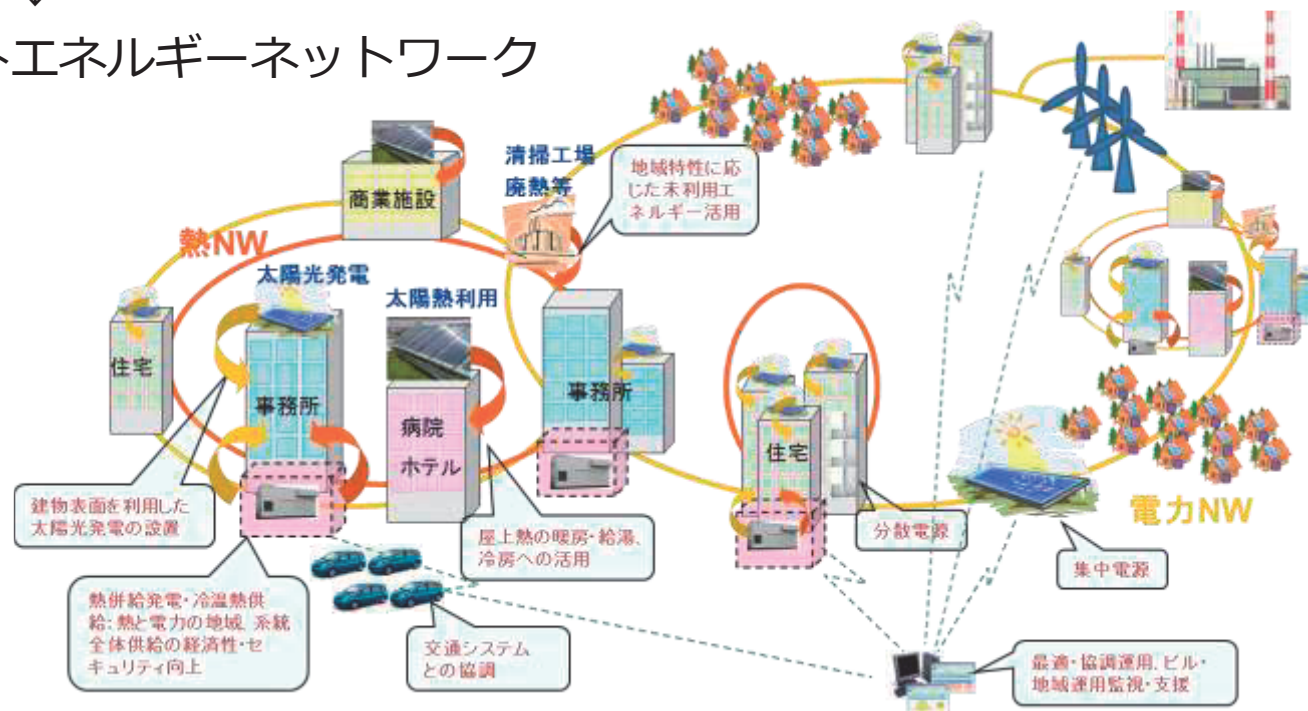 トエネルギーネットワーク
清掃工場
廃熱等
地域特性に応
じた未利用エ
ネルギー活用
商業施設
熱NW
太陽光発電
太陽熱利用
住宅
事務所
病院
ホテル
事務所
住宅
建物表面を利用した
太陽光発電の設置
屋上熱の暖房・給湯、
冷房への活用
分散電源
電力NW
集中電源
熱併給発電・冷温熱供
給:熱と電力の地域、系統
全体供給の経済性・セ
キュリティ向上
交通システム
との協調
最適・協調運用、ビル・
地域運用監視・支援